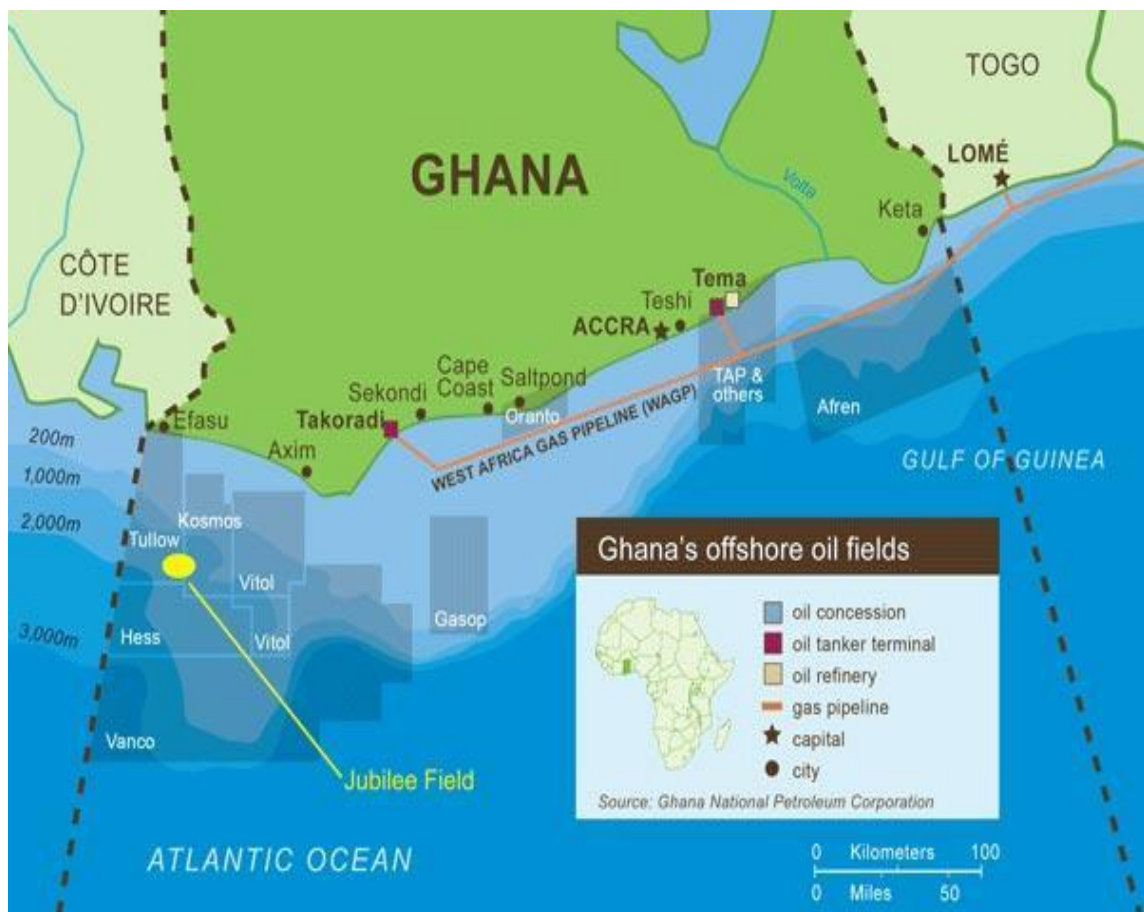 TOGO
LOMÉ
GHANA
Volta
Keta
CÔTE
D'IVOIRE
Tema
Teshi
ACCRA
Cape
Coast
Saltpond
Sekondi
Oranto
TAP &
others
Takoradi
Efasu
Afren
Axim
WEST AFRICA GAS PIPELINE (WAGP)
200m
GULF OF GUINEA
1,000m
2,000m
Kosmos
Tullow
Vitol
Gasop
3,000m
Hess
Vitol
Vanco
Jubilee Field
ATLANTIC OCEAN
Ghana's offshore oil fields
oil concession
oil tanker terminal
oil refinery
gas pipeline
capital
city
Source: Ghana National Petroleum Corporation
0 Kilometers 100
0 Miles 50